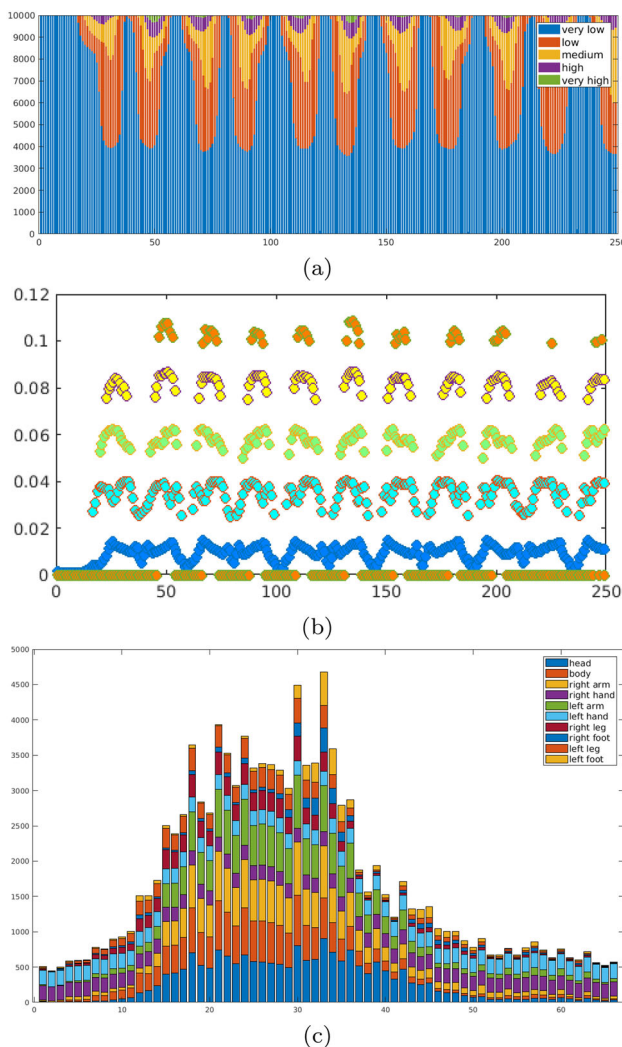 10000
9000
8000
7000
6000
5000
4000
3000
2000
1000
0
very low
low
medium
high
very high
0 50 100 150 200 250
(a)
0.12
0.1
0.08
0.06
0.04
0.02
0
0 50 100 150 200 250
(b)
5000
4500
4000
3500
3000
2500
2000
1500
1000
500
0
head
body
right arm
right hand
left arm
left hand
right leg
right foot
left leg
left foot
0 10 20 30 40 50 60
(c)